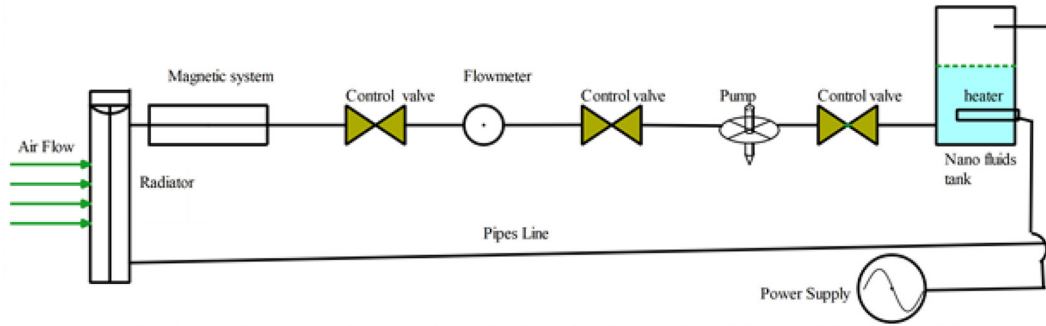 Magnetic system
Flowmeter
Control valve
Control valve
Pump
Control valve
heater
Air Flow
Radiator
Nano fluids
tank
Pipes Line
Power Supply